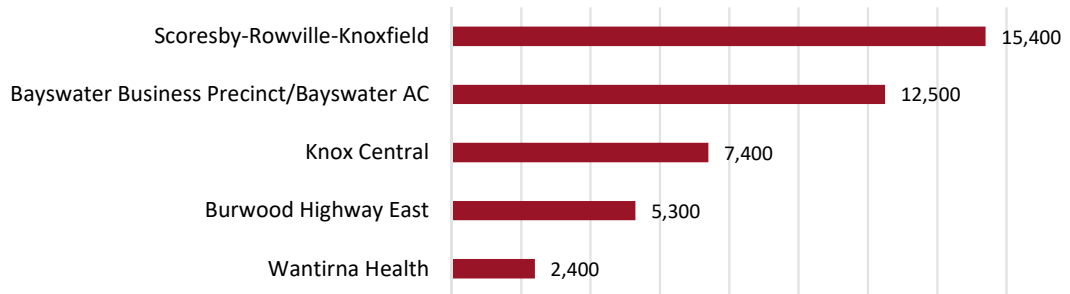 Scoresby-Rowville-Knoxfield 15,400
Bayswater Business Precinct/Bayswater AC 12,500
Knox Central 7,400
Burwood Highway East 5,300
Wantirna Health 2,400